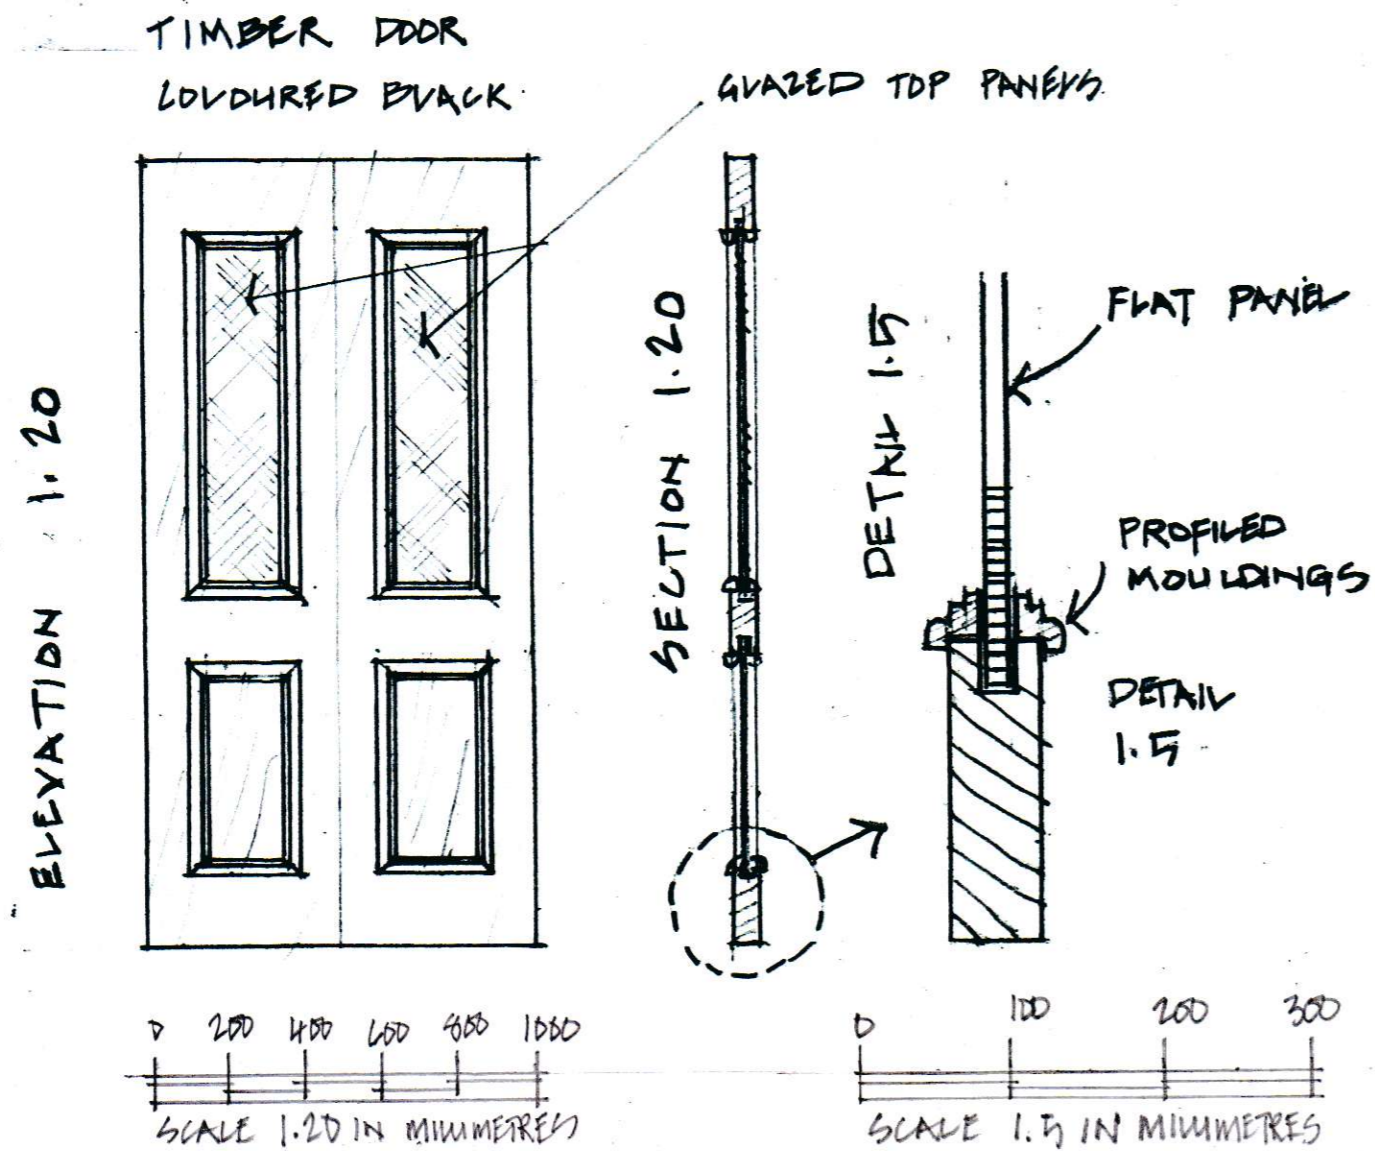 TIMBER DOOR
COLOURED BLACK
GLAZED TOP PANELS
ELEVATION 1.20
SECTION 1.20
DETAIL 1.5
FLAT PANEL
PROFILED
MOULDINGS
DETAIL
1.5
0 200 400 600 800 1000
SCALE 1.20 IN MILLIMETRES
0 100 200 300
SCALE 1.5 IN MILLIMETRES